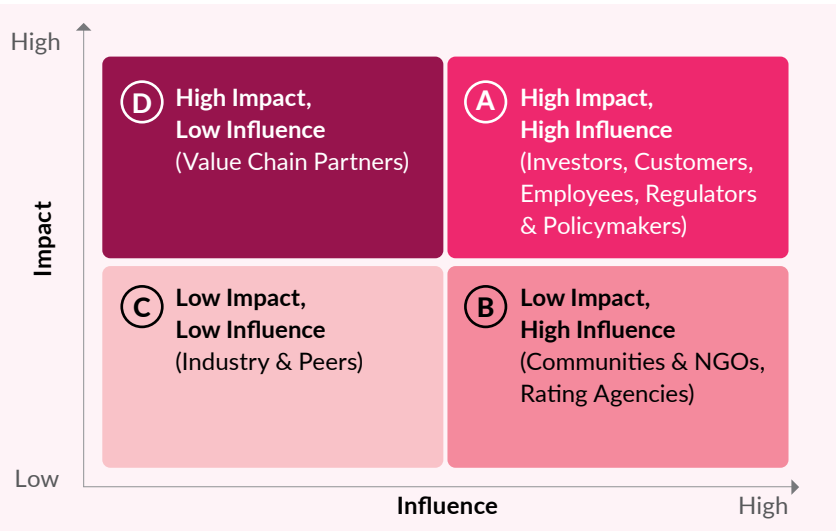 High
D
High Impact,
Low Influence
(Value Chain Partners)
A
High Impact,
High Influence
(Investors, Customers,
Employees, Regulators
& Policymakers)
Impact
C
Low Impact,
Low Influence
(Industry & Peers)
B
Low Impact,
High Influence
(Communities & NGOs,
Rating Agencies)
Low
Influence
High